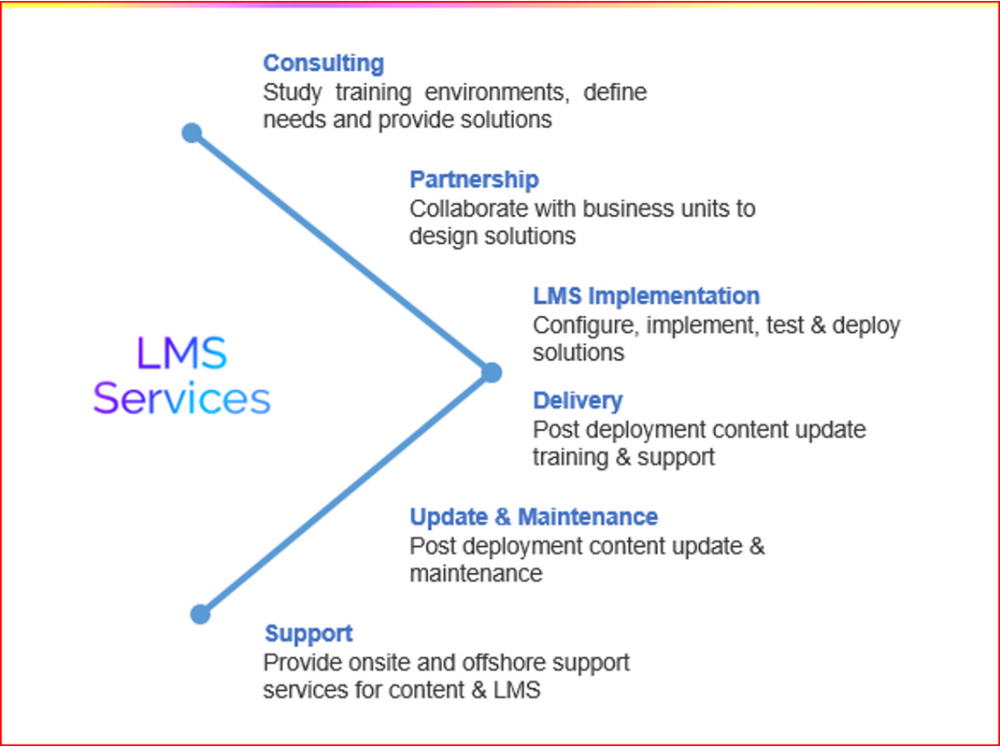 Consulting
Study training environments, define
needs and provide solutions
Partnership
Collaborate with business units to
design solutions
LMS Implementation
Configure, implement, test & deploy
solutions
LMS
Services
Delivery
Post deployment content update
training & support
Update & Maintenance
Post deployment content update &
maintenance
Support
Provide onsite and offshore support
services for content & LMS